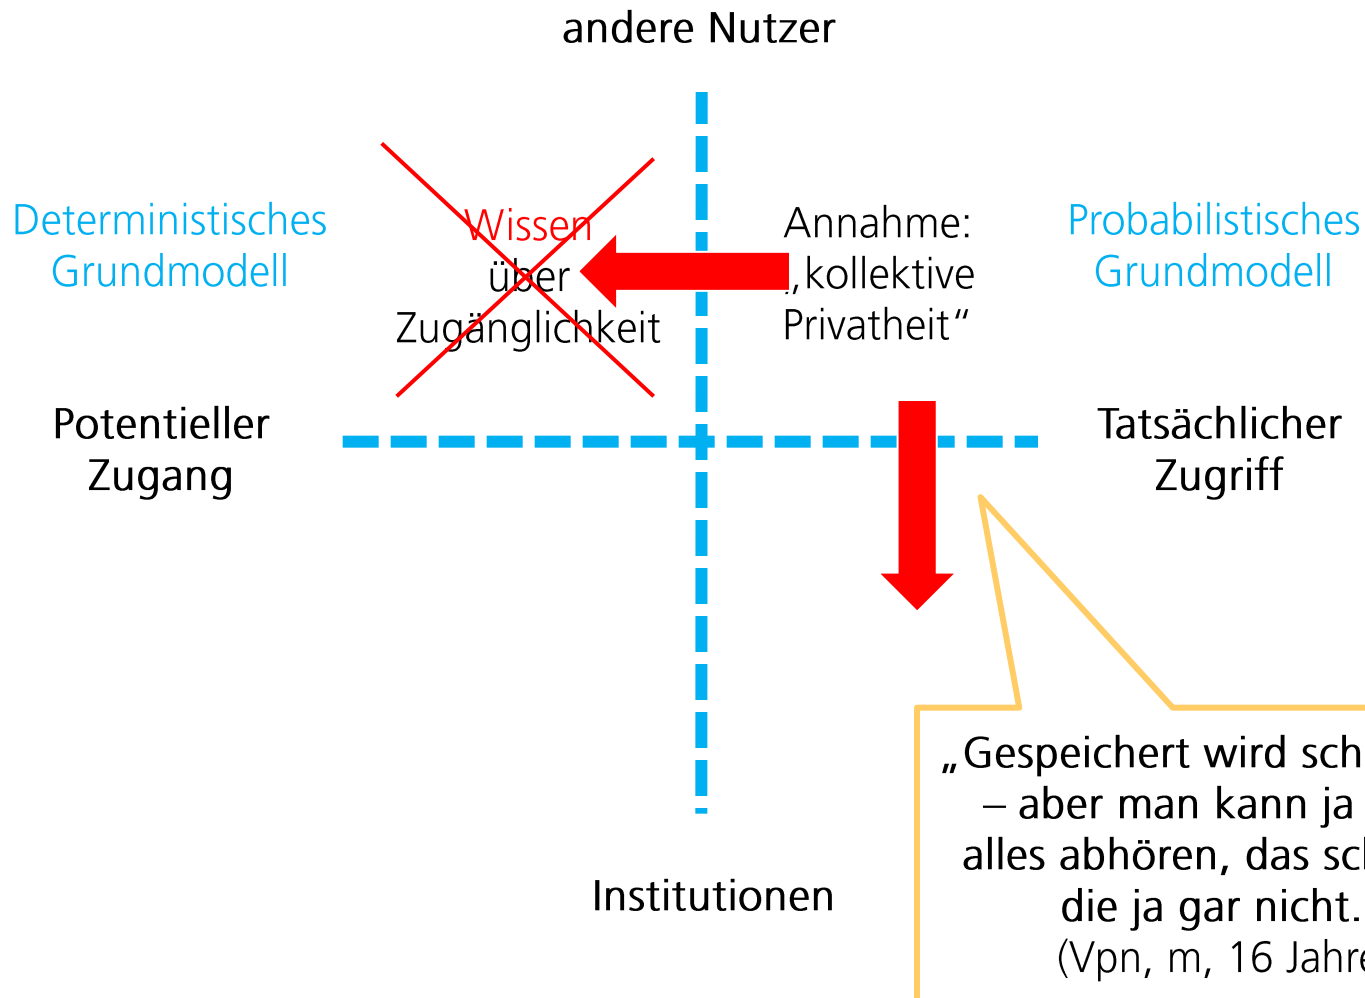 andere Nutzer
Deterministisches
Grundmodell
Wissen
über
Zugänglichkeit
Annahme:
„kollektive
Privatheit“
Probabilistisches
Grundmodell
Potentieller
Zugang
Tatsächlicher
Zugriff
„Gespeichert wird
– aber man kann ja
alles abhören, das
die ja gar nicht.
(Vpn, m, 16 Jahre
Institutionen